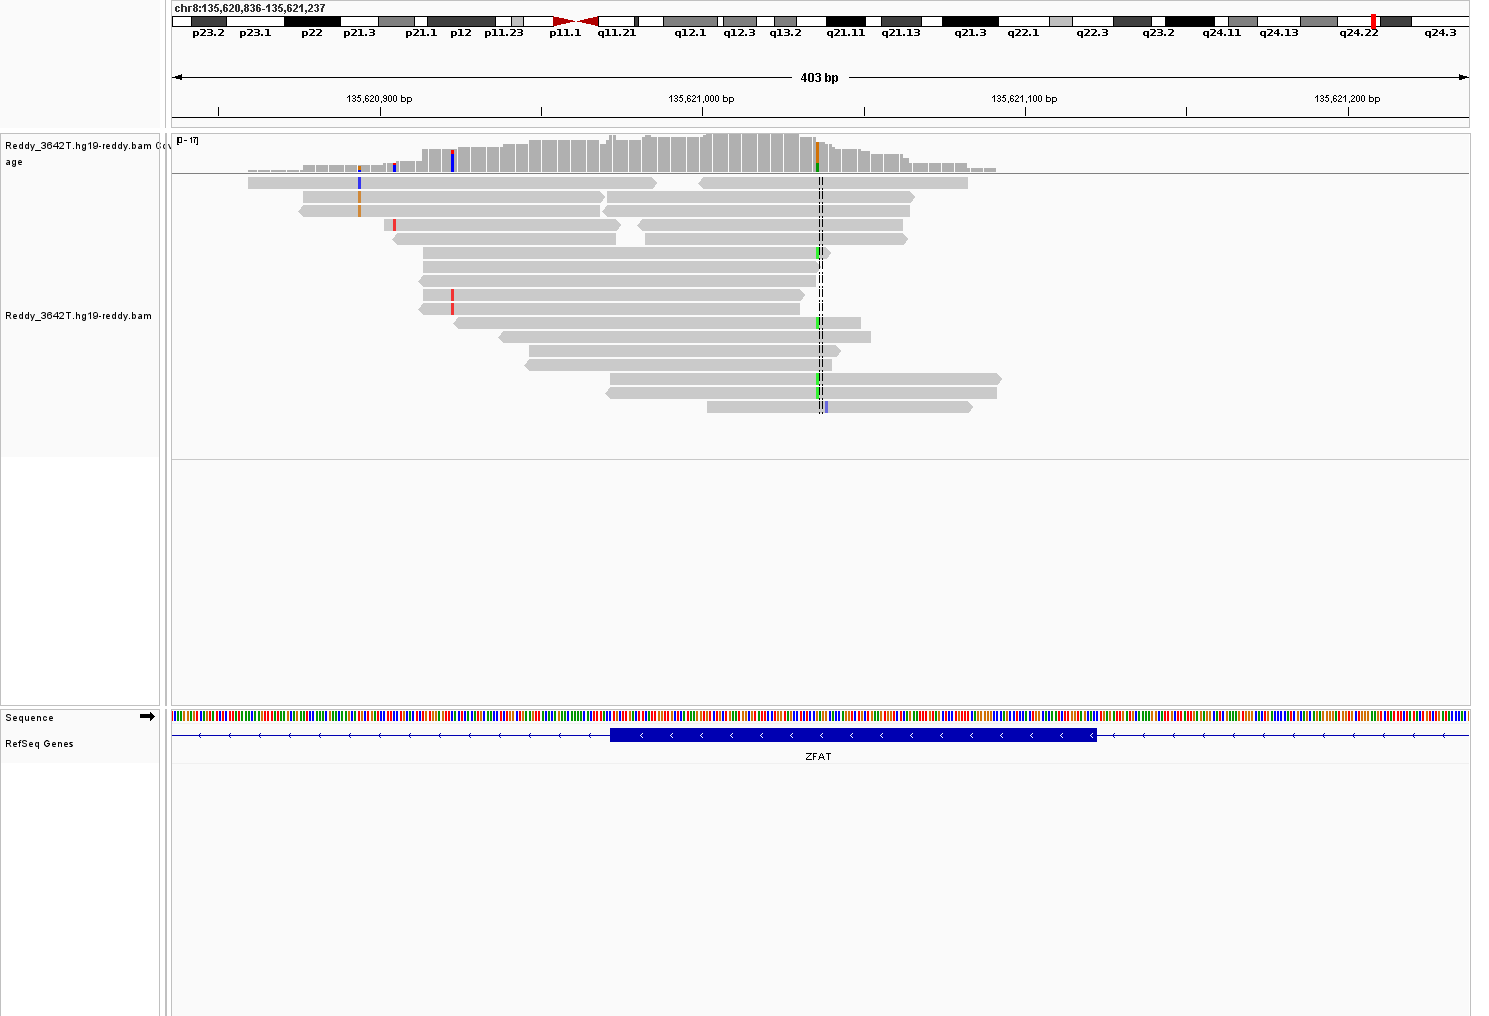 chr8:135,620,836-135,621,237
p23.2 p23.1 p22 p21.3 p21.1 p12 p11.23 p11.1 q11.21 q12.1 q12.3 q13.2 q21.11 q21.13 q21.3 q22.1 q22.3 q23.2 q24.11 q24.13 q24.22 q24.3
403 bp
135,620,900 bp 135,621,000 bp 135,621,100 bp 135,621,200 bp
Reddy_3642T.hg19-reddy.bam Cov
age
[0 - 17]
Reddy_3642T.hg19-reddy.bam
Sequence
RefSeq Genes
ZFAT